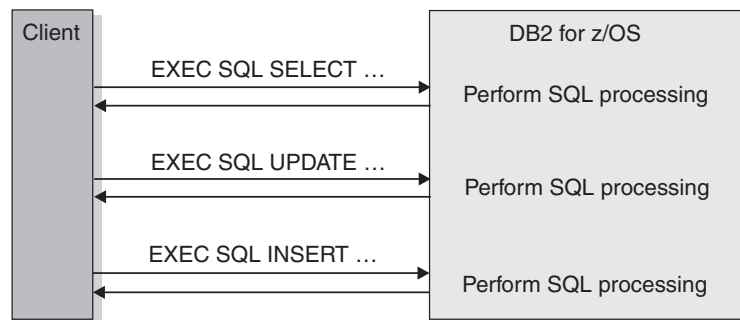 Client
DB2 for z/OS
EXEC SQL SELECT …
Perform SQL processing
EXEC SQL UPDATE …
Perform SQL processing
EXEC SQL INSERT …
Perform SQL processing